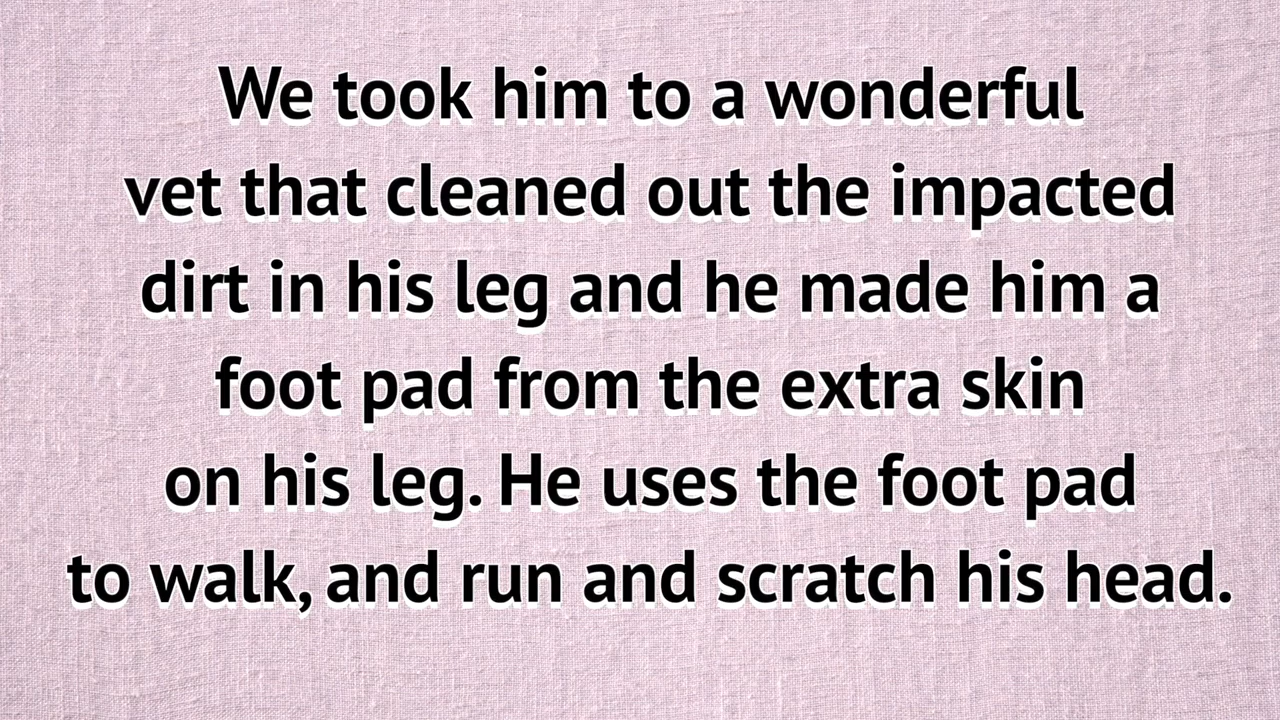 We took him to a wonderful
vet that cleaned out the impacted
dirt in his leg and he made him a
foot pad from the extra skin
on his leg. He uses the foot pad
to walk, and run and scratch his head.